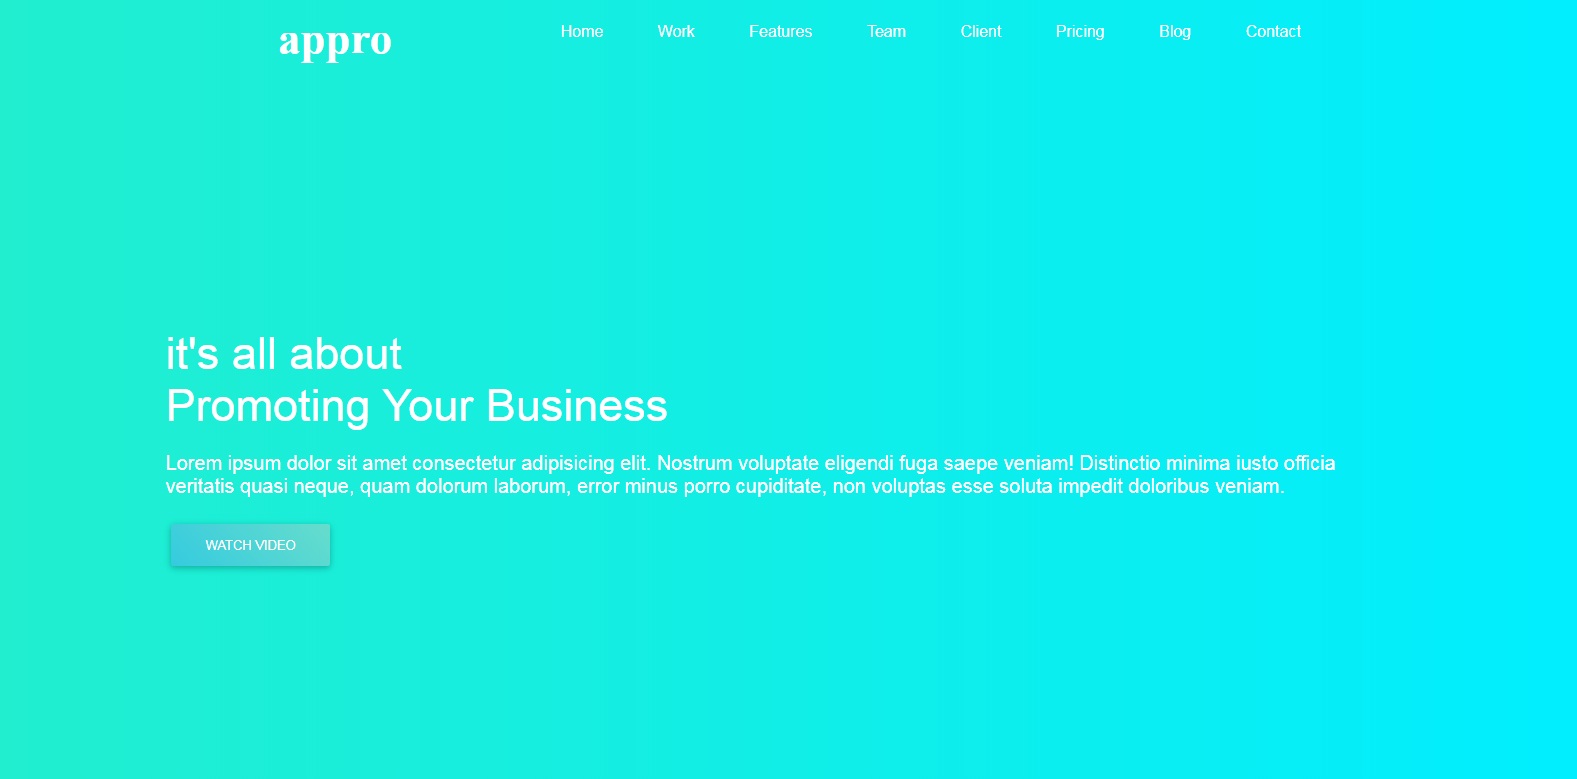 appro
Home Work Features Team Client Pricing Blog Contact
it's all about
Promoting Your Business
Lorem ipsum dolor sit amet consectetur adipisicing elit. Nostrum voluptate eligendi fuga saepe veniam! Distinctio minima iusto officia
veritatis quasi neque, quam dolorum laborum, error minus porro cupiditate, non voluptas esse soluta impedit doloribus veniam.
WATCH VIDEO